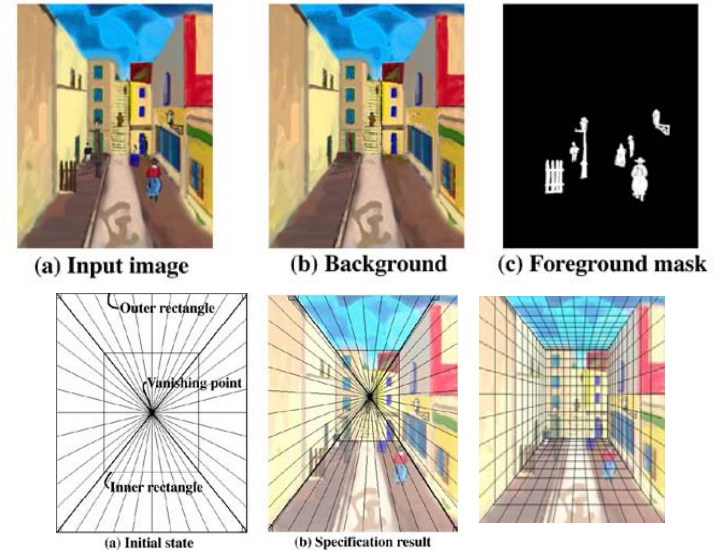 (a) Input image
(b) Background
(c) Foreground mask
Outer rectangle
Vanishing point
Inner rectangle
(a) Initial state
(b) Specification result